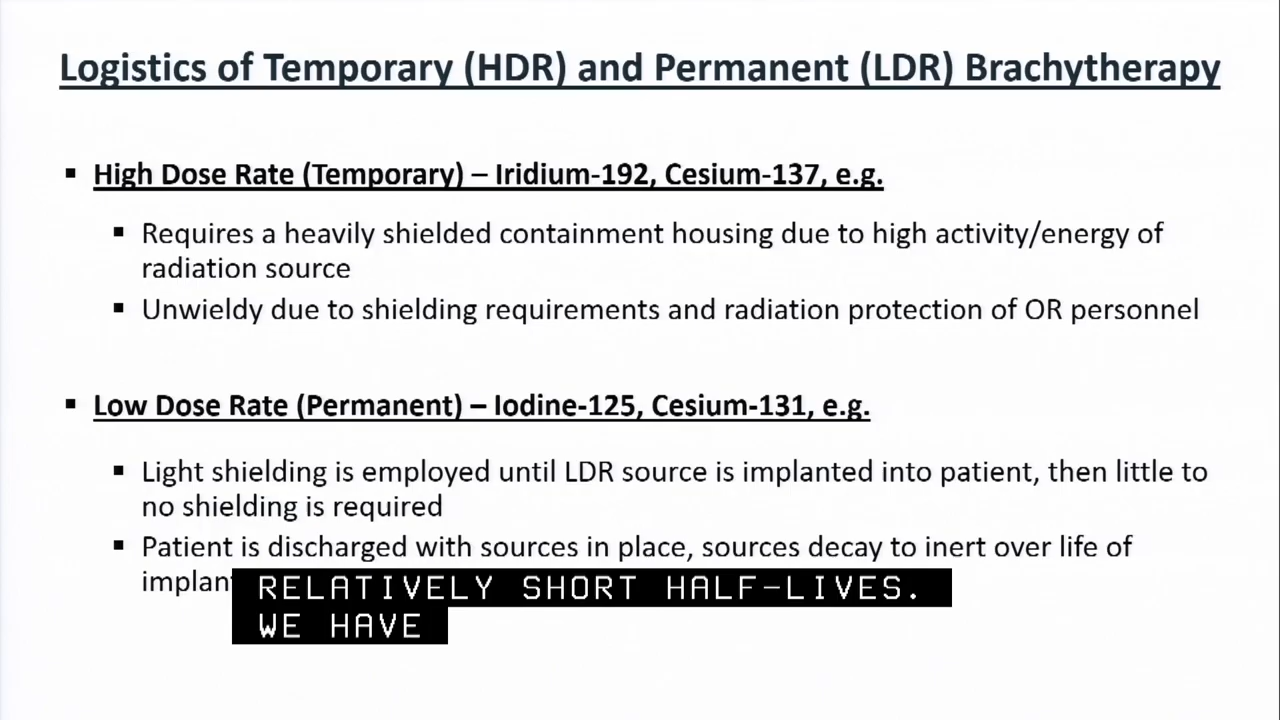 Logistics of Temporary (HDR) and Permanent (LDR) Brachytherapy
▪ High Dose Rate (Temporary) – Iridium-192, Cesium-137, e.g.
▪ Requires a heavily shielded containment housing due to high activity/energy of
radiation source
▪ Unwieldy due to shielding requirements and radiation protection of OR personnel
▪ Low Dose Rate (Permanent) – Iodine-125, Cesium-131, e.g.
▪ Light shielding is employed until LDR source is implanted into patient, then little to
no shielding is required
▪ Patient is discharged with sources in place, sources decay to inert over life of
implant
RELATIVELY SHORT HALF-LIVES.
WE HAVE